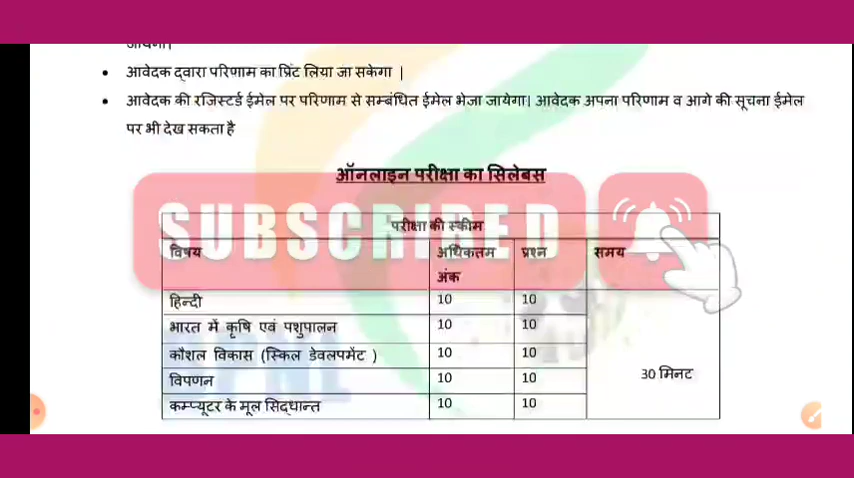 जायेगा।
• आवेदक द्वारा परिणाम का प्रिंट लिया जा सकेगा |
• आवेदक की रजिस्टर्ड ईमेल पर परिणाम से सम्बंधित ईमेल भेजा जायेगा। आवेदक अपना परिणाम व आगे की सूचना ईमेल
पर भी देख सकता है
ऑनलाइन परीक्षा का सिलेबस
SUBSCRIBED
परीक्षा की स्कीम
विषय अधिकतम अंक प्रश्न समय
हिन्दी 10 10
भारत में कृषि एवं पशुपालन 10 10
कौशल विकास (स्किल डेवलपमेंट ) 10 10
विपणन 10 10 30 मिनट
कम्प्यूटर के मूल सिद्धान्त 10 10